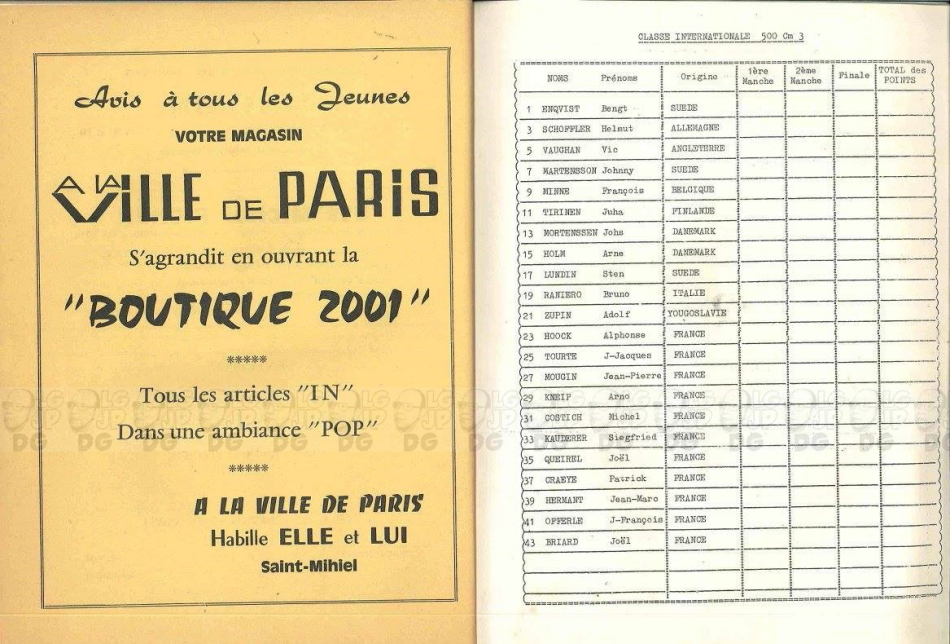 Avis à tous les Jeunes
VOTRE MAGASIN
A LA VILLE DE PARIS
S'agrandit en ouvrant la
"BOUTIQUE 2001"
*****
Tous les articles "IN"
Dans une ambiance "POP"
*****
A LA VILLE DE PARIS
Habille ELLE et LUI
Saint-Mihiel
CLASSE INTERNATIONALE 500 Cm 3
NOMS Prénoms Origine 1ère Manche 2ème Manche Finale TOTAL des POINTS
1 ENQVIST Bengt SUEDE
3 SCHOFFLER Helmut ALLEMAGNE
5 VAUGHAN Vic ANGLETERRE
7 MARTENSSON Johnny SUEDE
9 MINNE François BELGIQUE
11 TIRINEN Juha FINLANDE
13 MORTENSSEN Johs DANEMARK
15 HOLM Arne DANEMARK
17 LUNDIN Sten SUEDE
19 RANIERO Bruno ITALIE
21 ZUPIN Adolf YOUGOSLAVIE
23 HOOCK Alphonse FRANCE
25 TOURTE J-Jacques FRANCE
27 MOUGIN Jean-Pierre FRANCE
29 KNEIP Arno FRANCE
31 COSTICH Michel FRANCE
33 KAUDERER Siegfried FRANCE
35 QUEIREL Joël FRANCE
37 CRAEYE Patrick FRANCE
39 HERMANT Jean-Marc FRANCE
41 OFFERLE J-François FRANCE
43 BRIARD Joël FRANCE